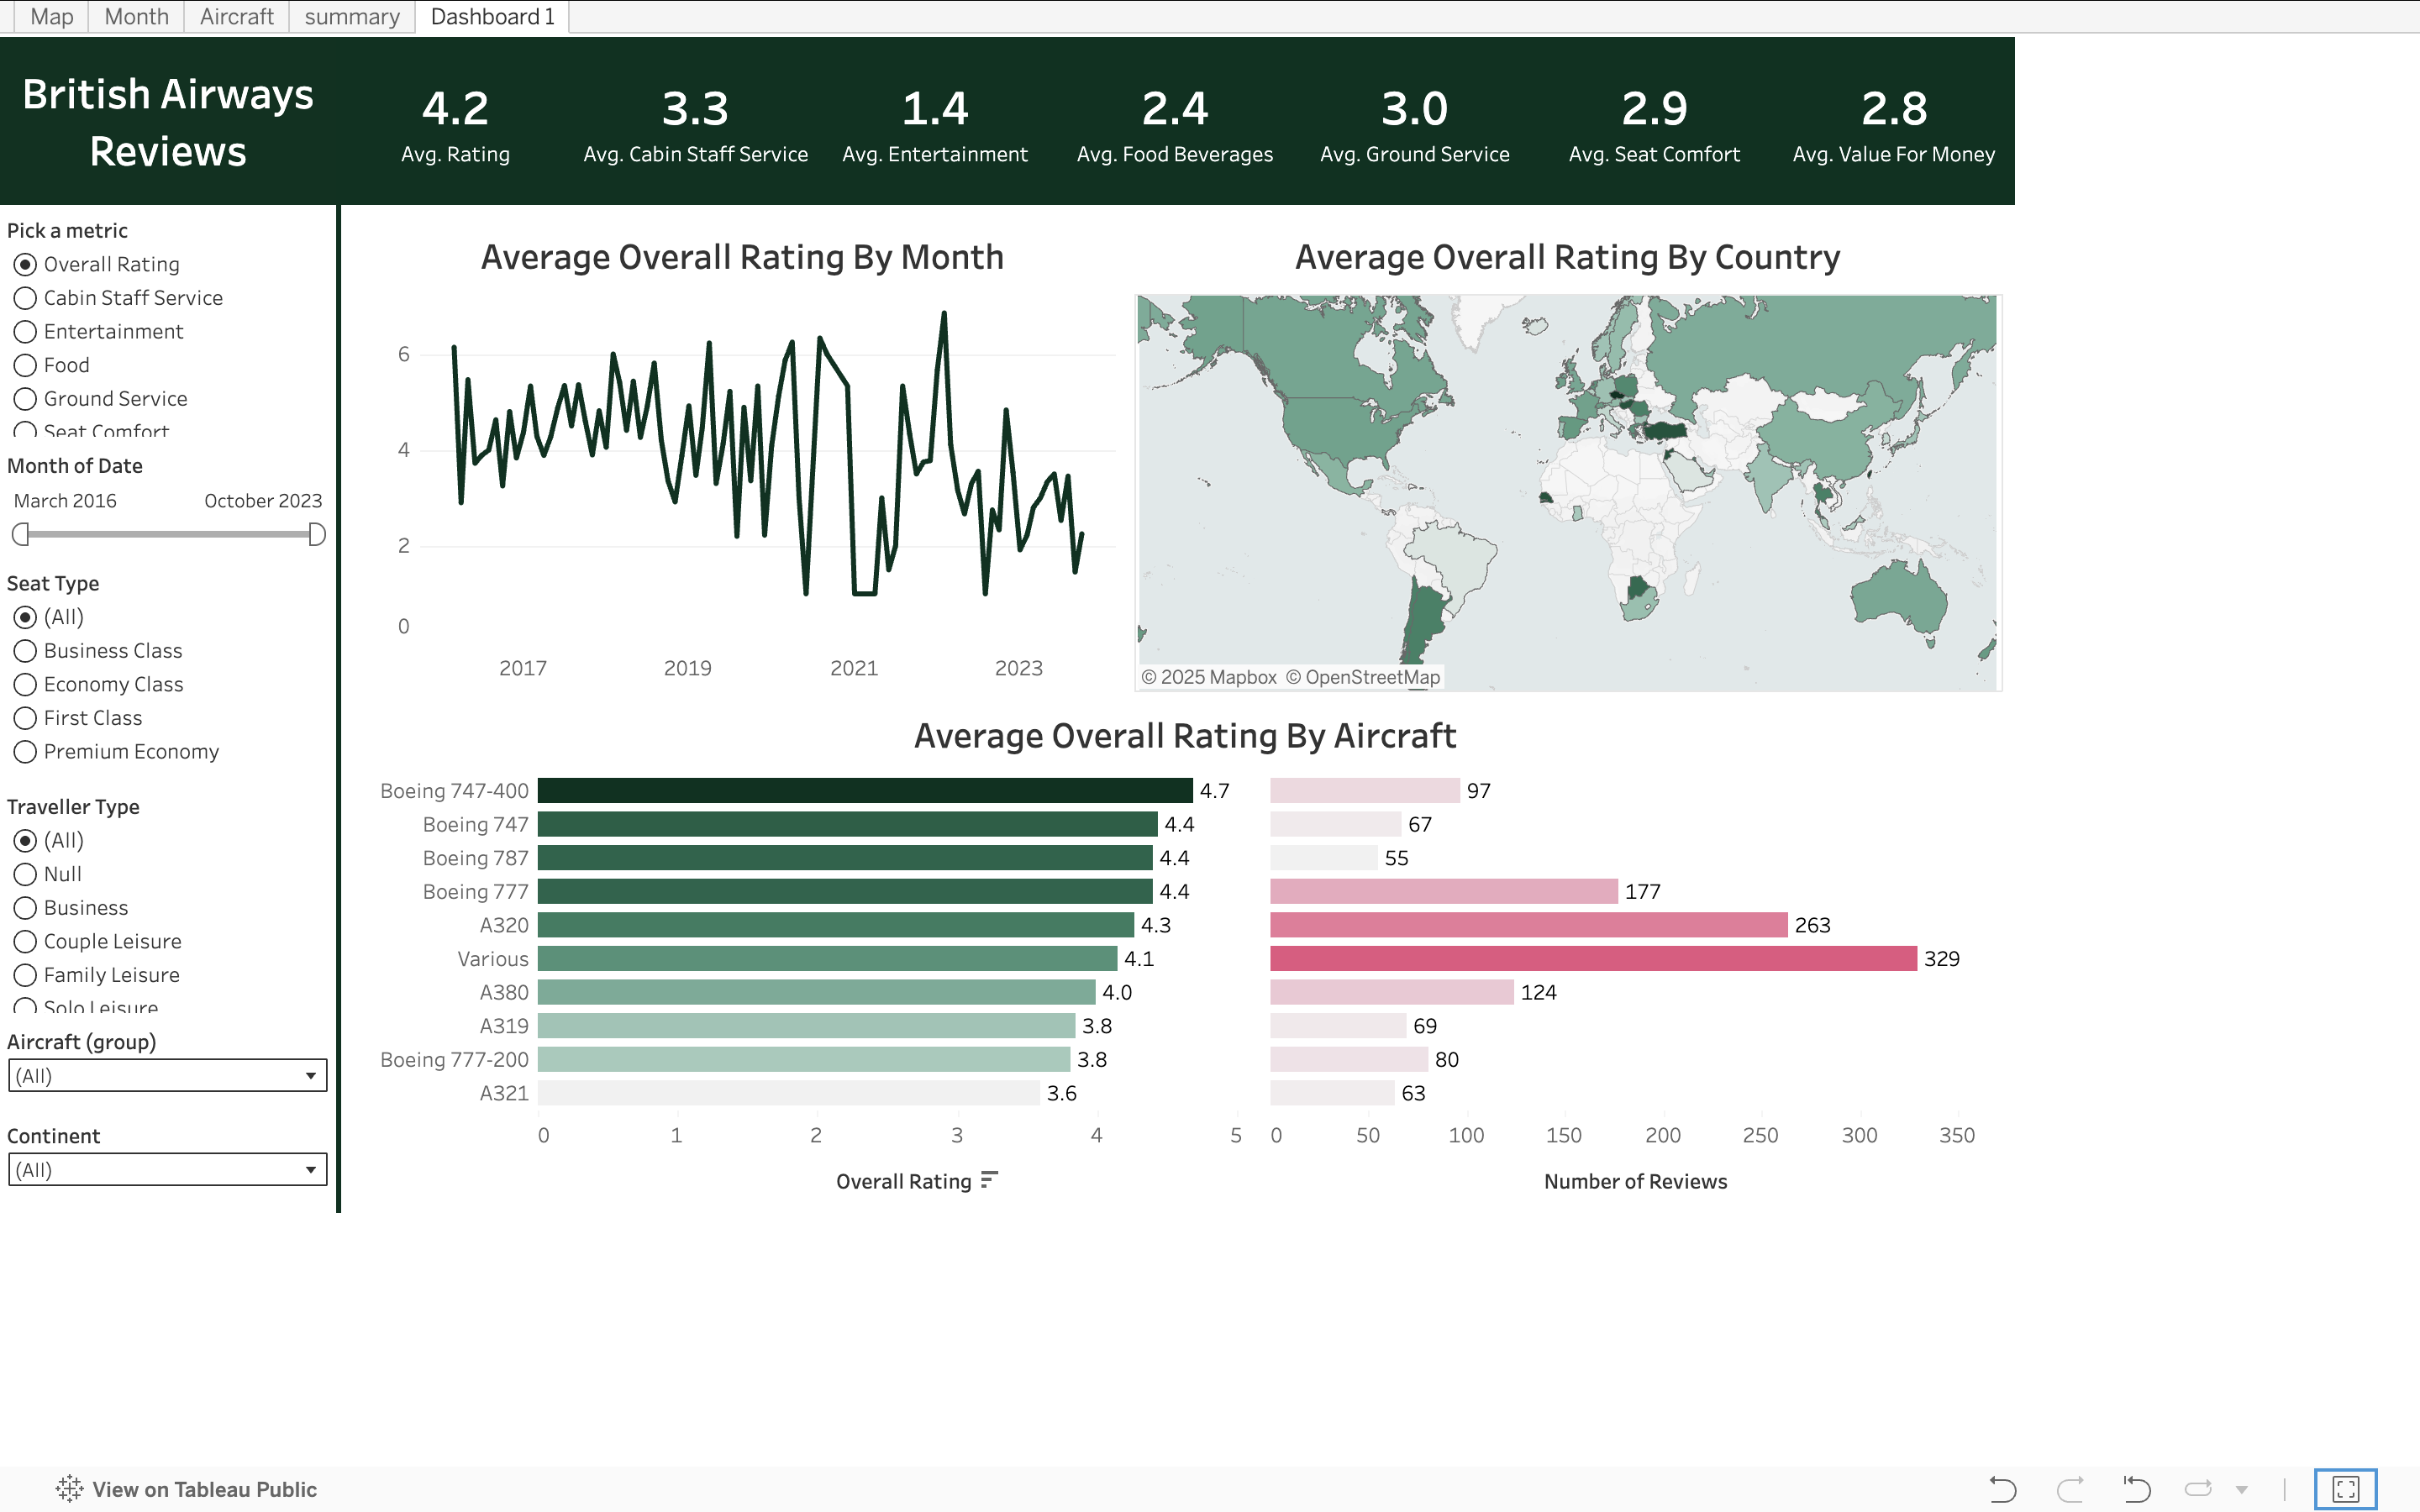 Map
Month
Aircraft
summary
Dashboard 1
British Airways
Reviews
4.2
Avg. Rating
3.3
Avg. Cabin Staff Service
1.4
Avg. Entertainment
2.4
Avg. Food Beverages
3.0
Avg. Ground Service
2.9
Avg. Seat Comfort
2.8
Avg. Value For Money
Pick a metric
Overall Rating
Cabin Staff Service
Entertainment
Food
Ground Service
Seat Comfort
Month of Date
March 2016
October 2023
Seat Type
(All)
Business Class
Economy Class
First Class
Premium Economy
Traveller Type
(All)
Null
Business
Couple Leisure
Family Leisure
Solo Leisure
Aircraft (group)
(All)
Continent
(All)
Average Overall Rating By Month
6
4
2
0
2017
2019
2021
2023
Average Overall Rating By Country
© 2025 Mapbox © OpenStreetMap
Average Overall Rating By Aircraft
Boeing 747-400 4.7 97
Boeing 747 4.4 67
Boeing 787 4.4 55
Boeing 777 4.4 177
A320 4.3 263
Various 4.1 329
A380 4.0 124
A319 3.8 69
Boeing 777-200 3.8 80
A321 3.6 63
0 1 2 3 4 5
0 50 100 150 200 250 300 350
Overall Rating
Number of Reviews
View on Tableau Public